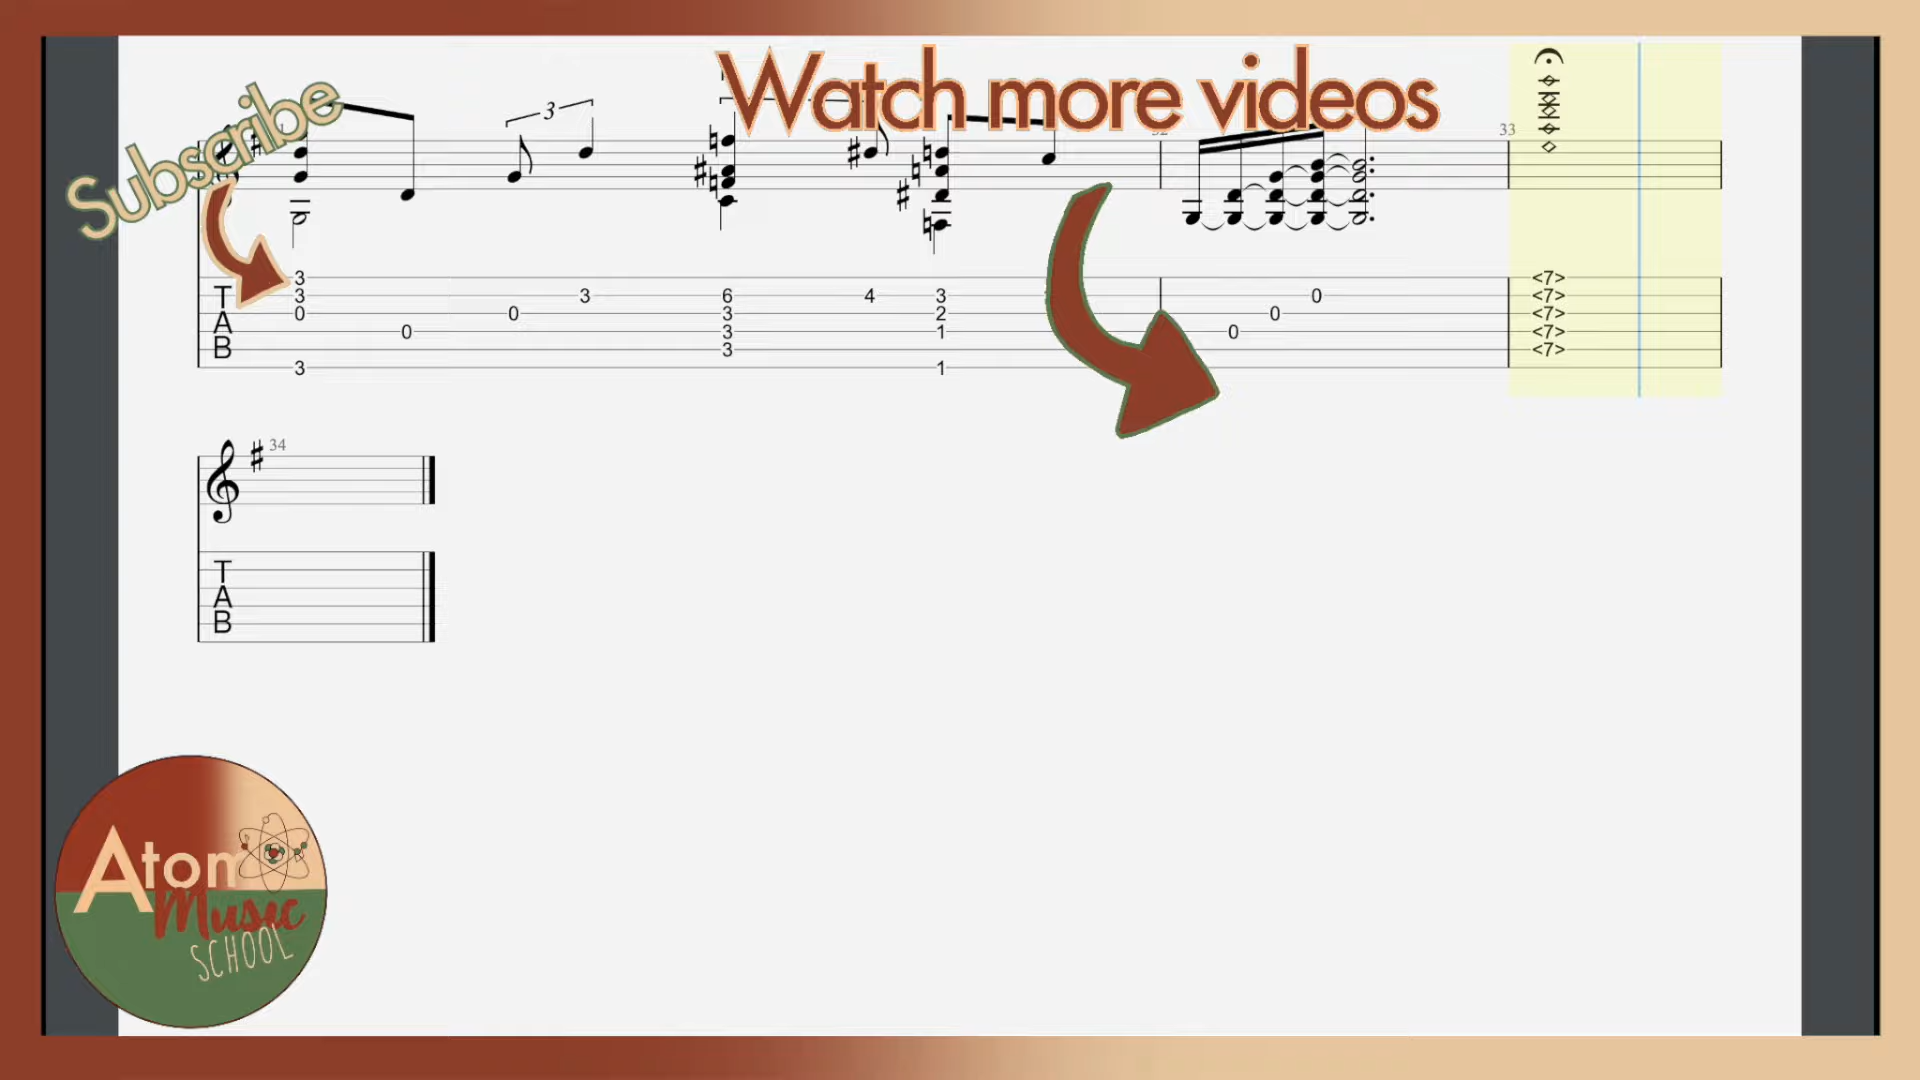 Watch more videos
Subscribe
3
32
33
3 3 6 4 3 0 <7>
3
<7>
0 0 3 2 0 <7>
T
A
B
0 3 1 0 <7>
3 <7>
3 1
34
T
A
B
Atom
Music
SCHOOL